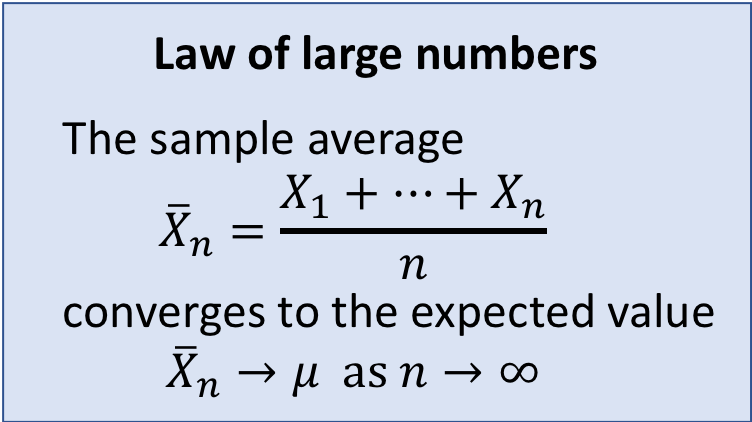 Law of large numbers
The sample average
X̄ₙ = (X₁ + ⋯ + Xₙ) / n
converges to the expected value
X̄ₙ → μ as n → ∞